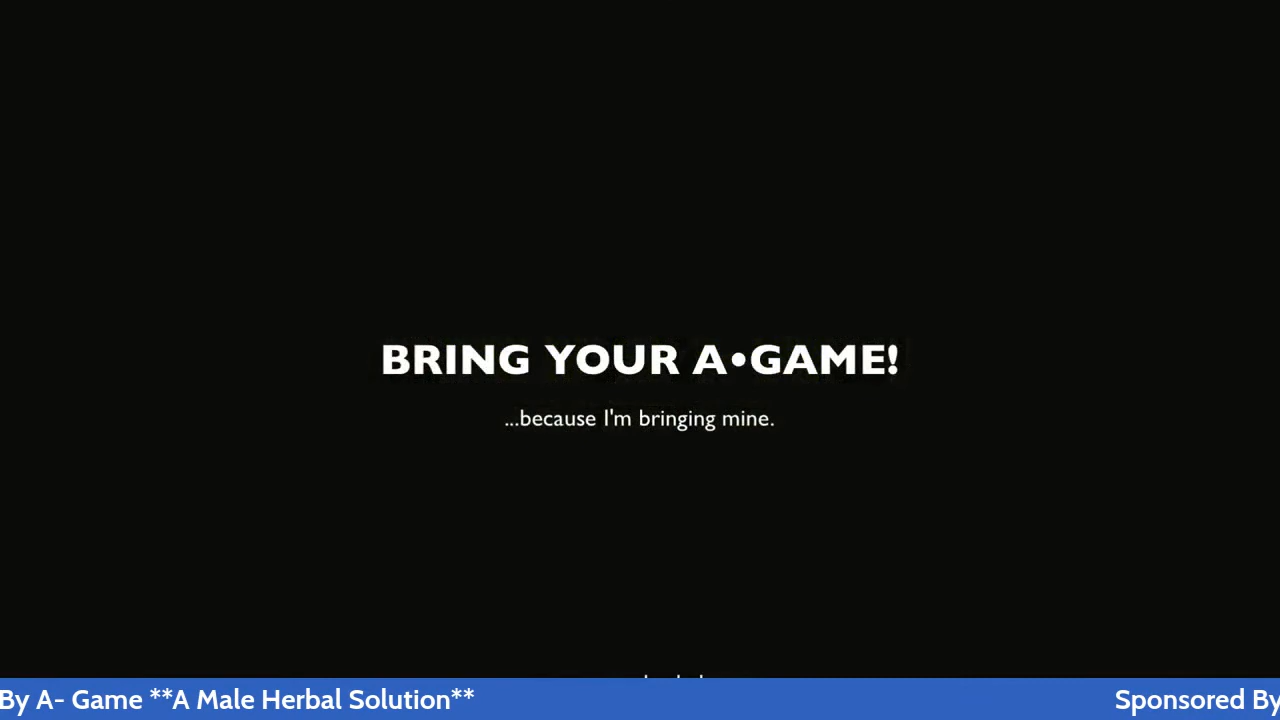 BRING YOUR A•GAME!
...because I'm bringing mine.
By A- Game **A Male Herbal Solution** Sponsored By